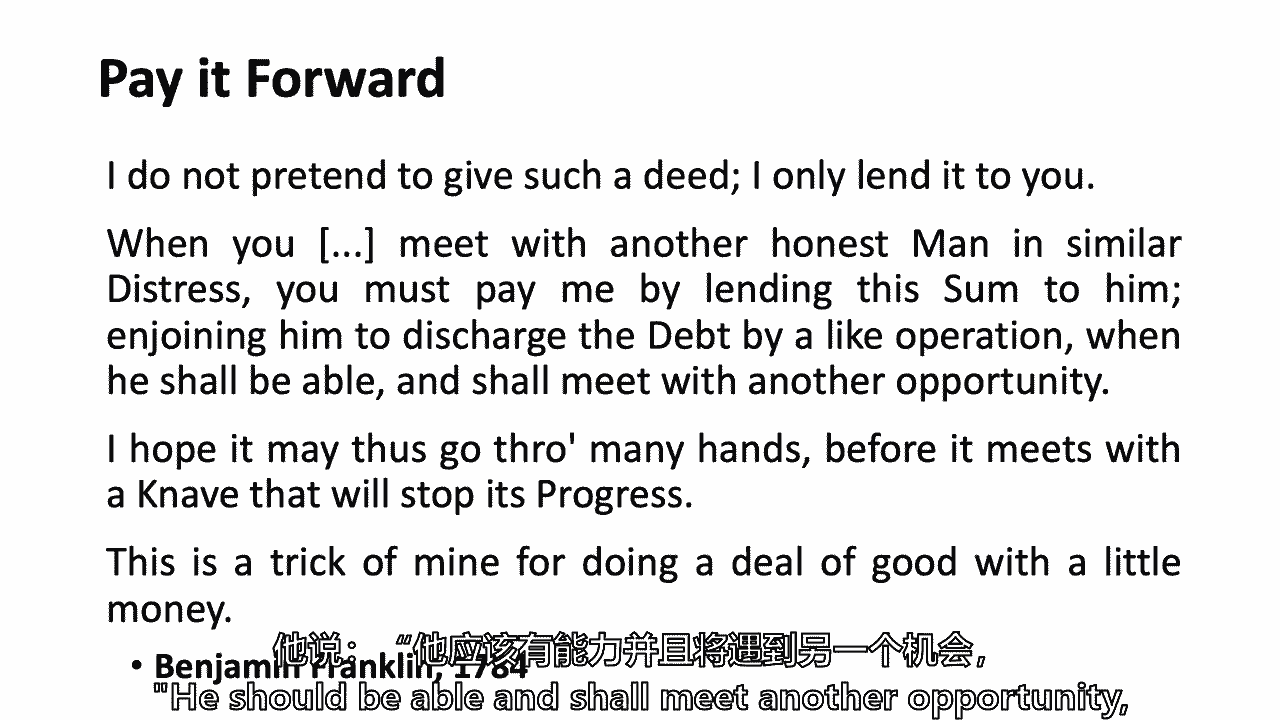 Pay it Forward
I do not pretend to give such a deed; I only lend it to you.
When you [...] meet with another honest Man in similar
Distress, you must pay me by lending this Sum to him;
enjoining him to discharge the Debt by a like operation, when
he shall be able, and shall meet with another opportunity.
I hope it may thus go thro' many hands, before it meets with
a Knave that will stop its Progress.
This is a trick of mine for doing a deal of good with a little
money.
• Benjamin Franklin, 1784
他说：“他应该有能力并且将遇到另一个机会，
"He should be able and shall meet another opportunity,